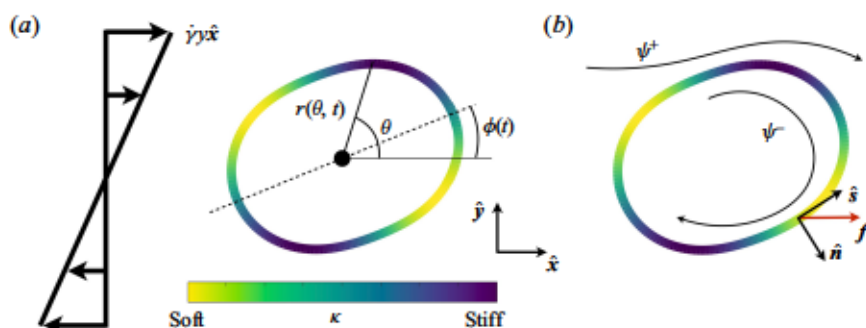 (a)
γ̇yx̂
r(θ, t)
θ
ϕ(t)
ŷ
x̂
Soft
κ
Stiff
(b)
ψ⁺
ψ⁻
ŝ
f
n̂